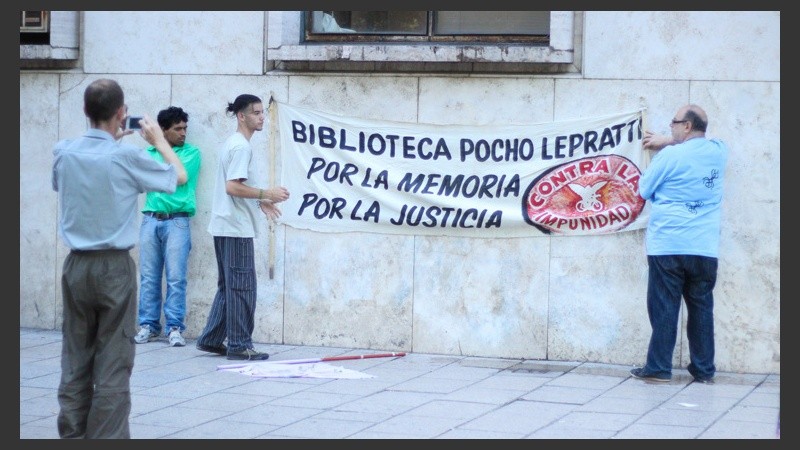 BIBLIOTECA POCHO LEPRATTI
POR LA MEMORIA
POR LA JUSTICIA
CONTRA LA
IMPUNIDAD